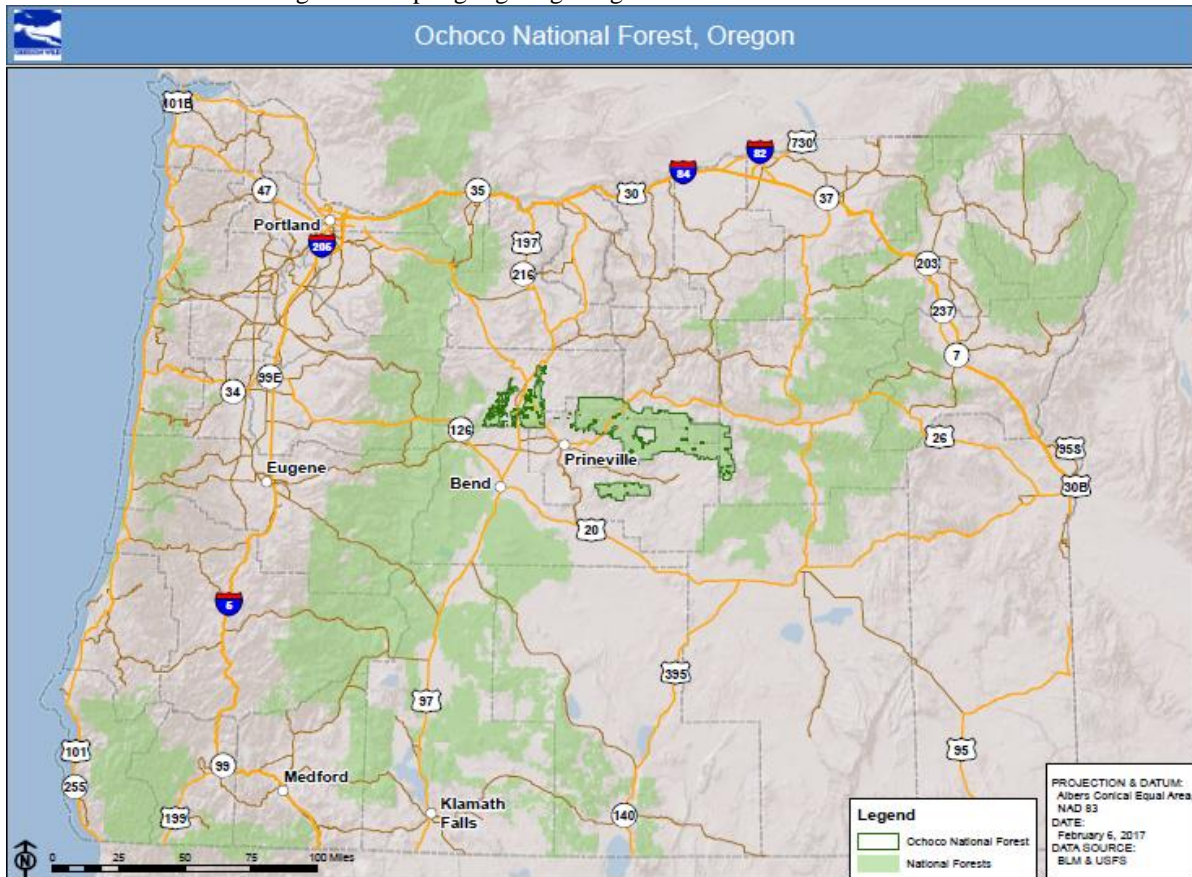 Ochoco National Forest, Oregon
OREGON WILD
101B
730
82
84
47
35
30
37
Portland
205
197
203
216
237
7
99E
34
126
26
95S
Prineville
Eugene
Bend
30B
20
5
395
97
101
99
95
Medford
255
Klamath
Falls
199
140
Legend
Ochoco National Forest
National Forests
PROJECTION & DATUM:
Albers Conical Equal Area
NAD 83
DATE:
February 6, 2017
DATA SOURCE:
BLM & USFS
N
0 25 50 100 Miles